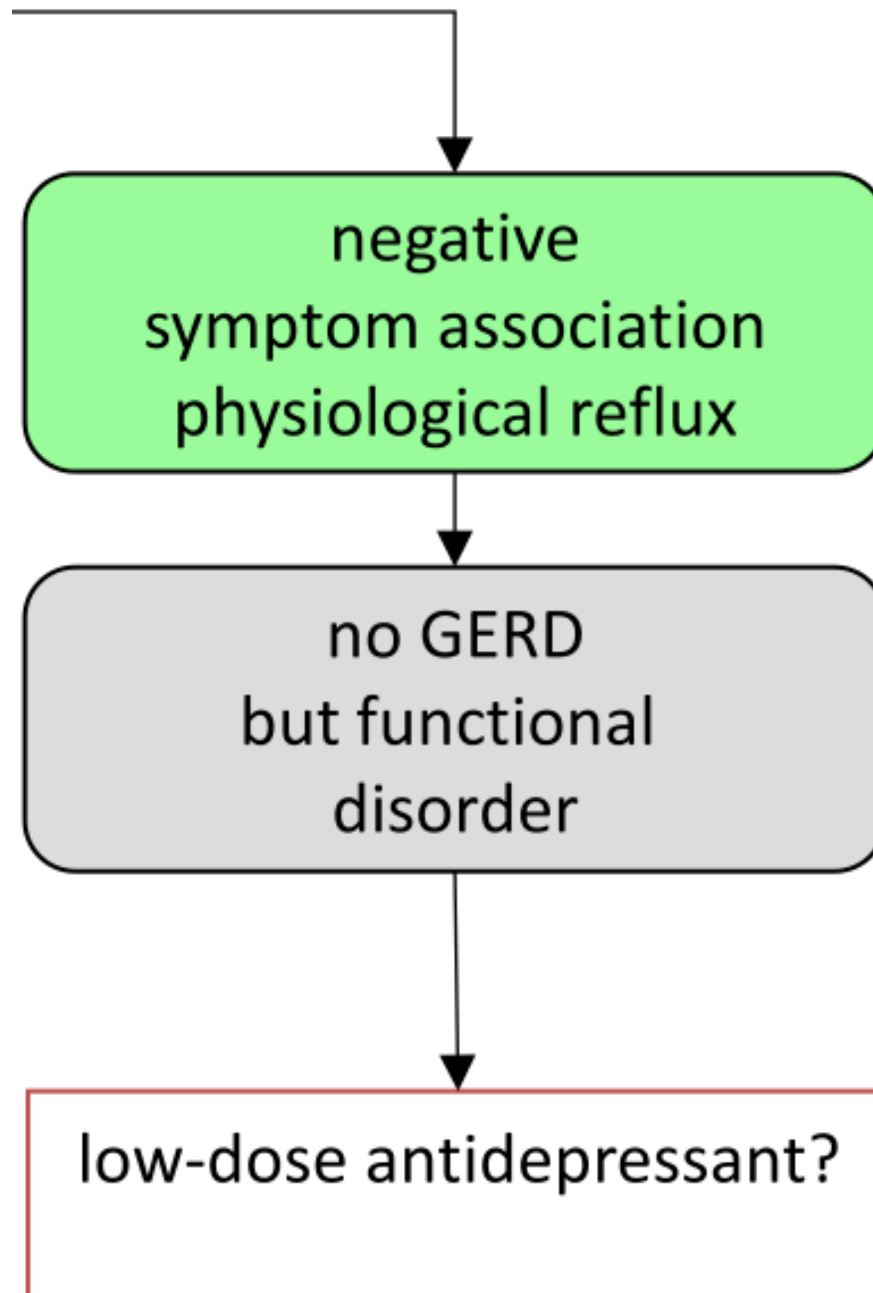 negative
symptom association
physiological reflux
no GERD
but functional
disorder
low-dose antidepressant?